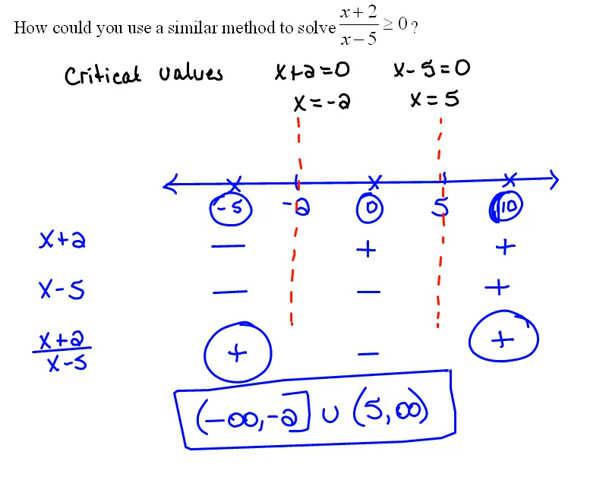 How could you use a similar method to solve (x+2)/(x-5) ≥ 0 ?
Critical values x+2=0 x-5=0
x=-2 x=5
-5 -2 0 5 10
x+2 − + +
x-5 − − +
(x+2)/(x-5) + − +
(-∞,-2] ∪ (5,∞)